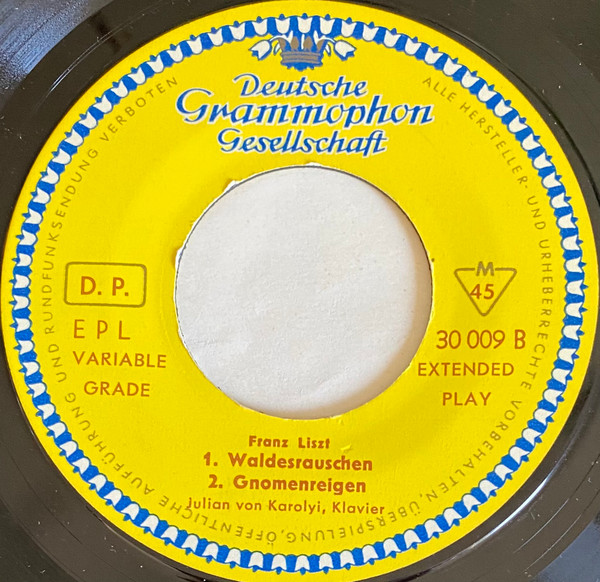 Deutsche
Grammophon
Gesellschaft
ALLE HERSTELLER- UND URHEBERRECHTE VORBEHALTEN, ÜBERSPIELUNG, ÖFFENTLICHE AUFFÜHRUNG UND RUNDFUNKSENDUNG VERBOTEN
D. P.
M
45
E P L
30 009 B
VARIABLE
EXTENDED
GRADE
PLAY
Franz Liszt
1. Waldesrauschen
2. Gnomenreigen
Julian von Karolyi, Klavier